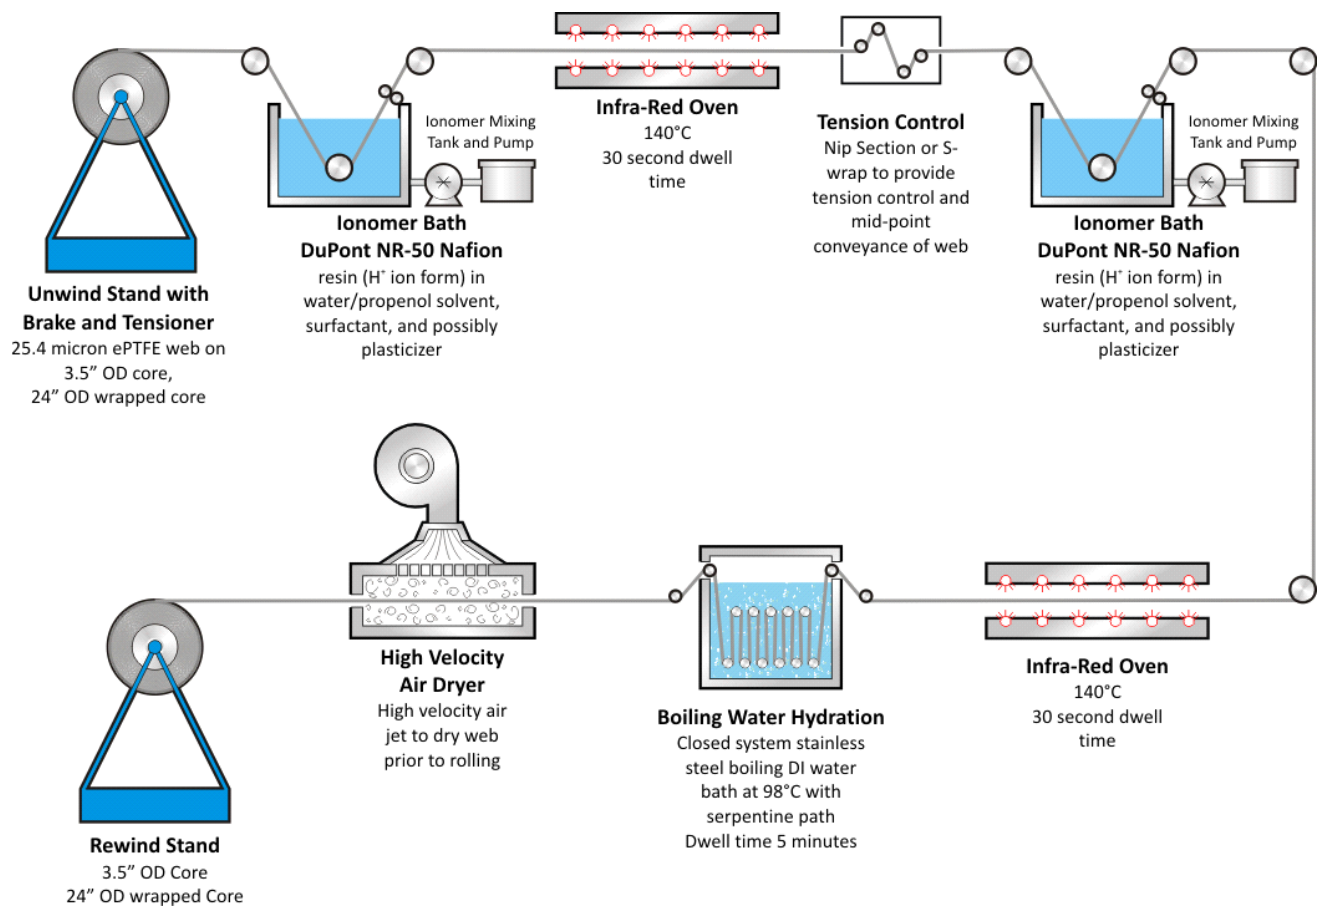 Unwind Stand with
Brake and Tensioner
25.4 micron ePTFE web on
3.5” OD core,
24” OD wrapped core
Ionomer Mixing
Tank and Pump
Ionomer Bath
DuPont NR-50 Nafion
resin (H⁺ ion form) in
water/propenol solvent,
surfactant, and possibly
plasticizer
Infra-Red Oven
140°C
30 second dwell
time
Tension Control
Nip Section or S-
wrap to provide
tension control and
mid-point
conveyance of web
Ionomer Mixing
Tank and Pump
Ionomer Bath
DuPont NR-50 Nafion
resin (H⁺ ion form) in
water/propenol solvent,
surfactant, and possibly
plasticizer
Infra-Red Oven
140°C
30 second dwell
time
Boiling Water Hydration
Closed system stainless
steel boiling DI water
bath at 98°C with
serpentine path
Dwell time 5 minutes
High Velocity
Air Dryer
High velocity air
jet to dry web
prior to rolling
Rewind Stand
3.5” OD Core
24” OD wrapped Core